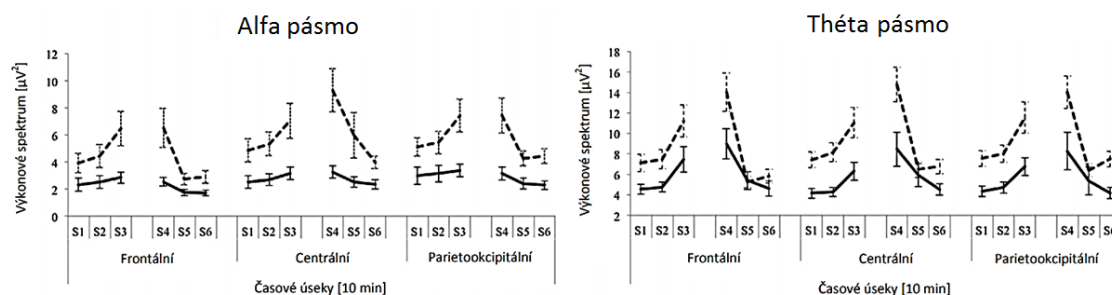 Alfa pásmo
Výkonové spektrum [µV²]
12
10
8
6
4
2
0
S1 S2 S3 S4 S5 S6 S1 S2 S3 S4 S5 S6 S1 S2 S3 S4 S5 S6
Frontální Centrální Parietookcipitální
Časové úseky [10 min]
Théta pásmo
Výkonové spektrum [µV²]
18
16
14
12
10
8
6
4
2
S1 S2 S3 S4 S5 S6 S1 S2 S3 S4 S5 S6 S1 S2 S3 S4 S5 S6
Frontální Centrální Parietookcipitální
Časové úseky [10 min]